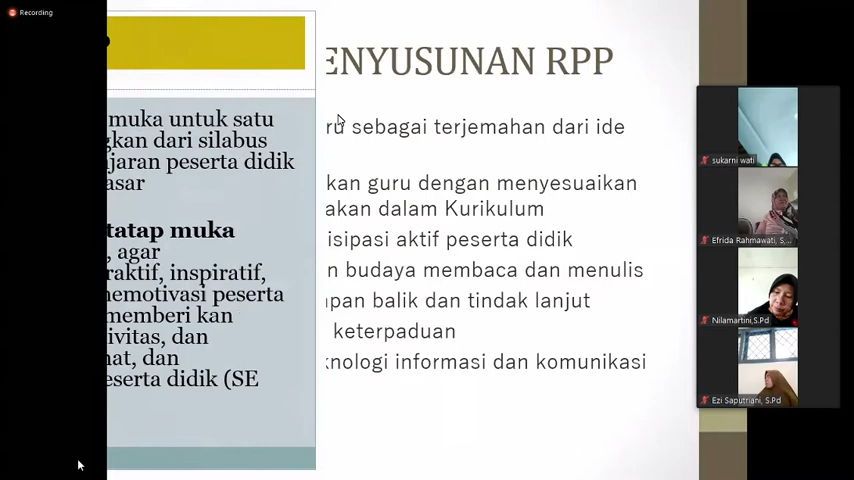 Recording
ENYUSUNAN RPP
muka untuk satu
gkan dari silabus
ajaran peserta didik
asar
tatap muka
, agar
raktif, inspiratif,
nemotivasi peserta
memberi kan
tivitas, dan
nat, dan
eserta didik (SE
ru sebagai terjemahan dari ide
kan guru dengan menyesuaikan
akan dalam Kurikulum
isipasi aktif peserta didik
n budaya membaca dan menulis
pan balik dan tindak lanjut
keterpaduan
knologi informasi dan komunikasi
sukarni wati
Efrida Rahmawati, S,...
Nilamartini,S.Pd
Ezi Saputriani, S.Pd